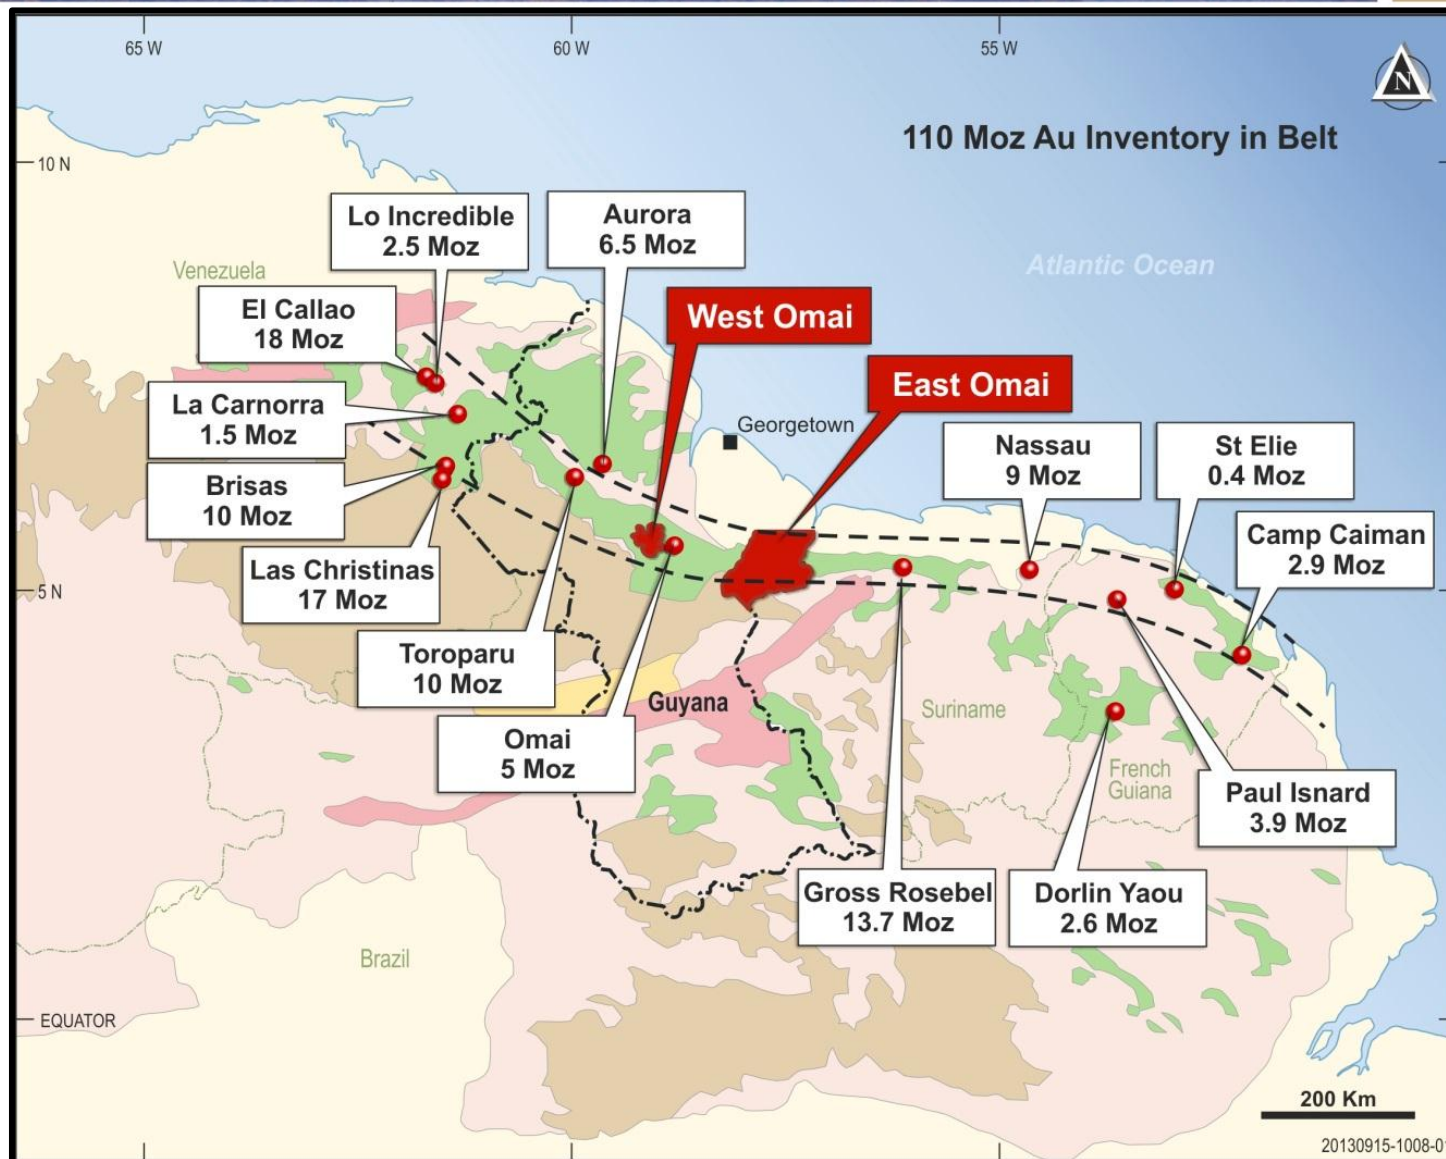 65 W
60 W
55 W
N
110 Moz Au Inventory in Belt
10 N
Lo Incredible
2.5 Moz
Aurora
6.5 Moz
Venezuela
Atlantic Ocean
El Callao
18 Moz
West Omai
East Omai
La Carnorra
1.5 Moz
Georgetown
Nassau
9 Moz
St Elie
0.4 Moz
Brisas
10 Moz
Camp Caiman
2.9 Moz
Las Christinas
17 Moz
5 N
Toroparu
10 Moz
Guyana
Suriname
Omai
5 Moz
French
Guiana
Paul Isnard
3.9 Moz
Gross Rosebel
13.7 Moz
Dorlin Yaou
2.6 Moz
Brazil
EQUATOR
200 Km
20130915-1008-01